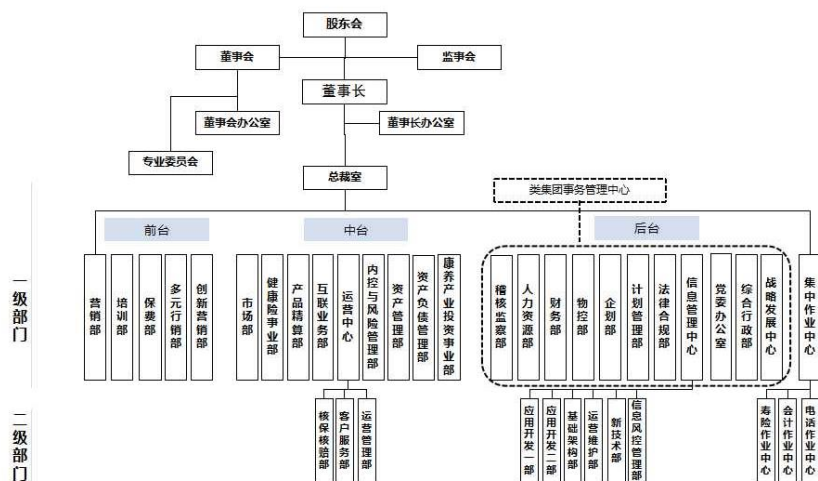 股东会
董事会
监事会
董事长
董事会办公室
董事长办公室
专业委员会
总裁室
类集团事务管理中心
前台
中台
后台
一级部门
营销部
培训部
保费部
多元行销部
创新营销部
市场部
健康险事业部
产品精算部
互联业务部
运营中心
内控与风险管理部
资产管理部
资产负债管理部
康养产业投资事业部
稽核监察部
人力资源部
财务部
物控部
企划部
计划管理部
法律合规部
信息管理中心
党委办公室
综合行政部
战略发展中心
集中作业中心
二级部门
核保核赔部
客户服务部
运营管理部
应用开发一部
应用开发二部
基础架构部
运营维护部
新技术部
信息风控管理部
寿险作业中心
会计作业中心
电话作业中心